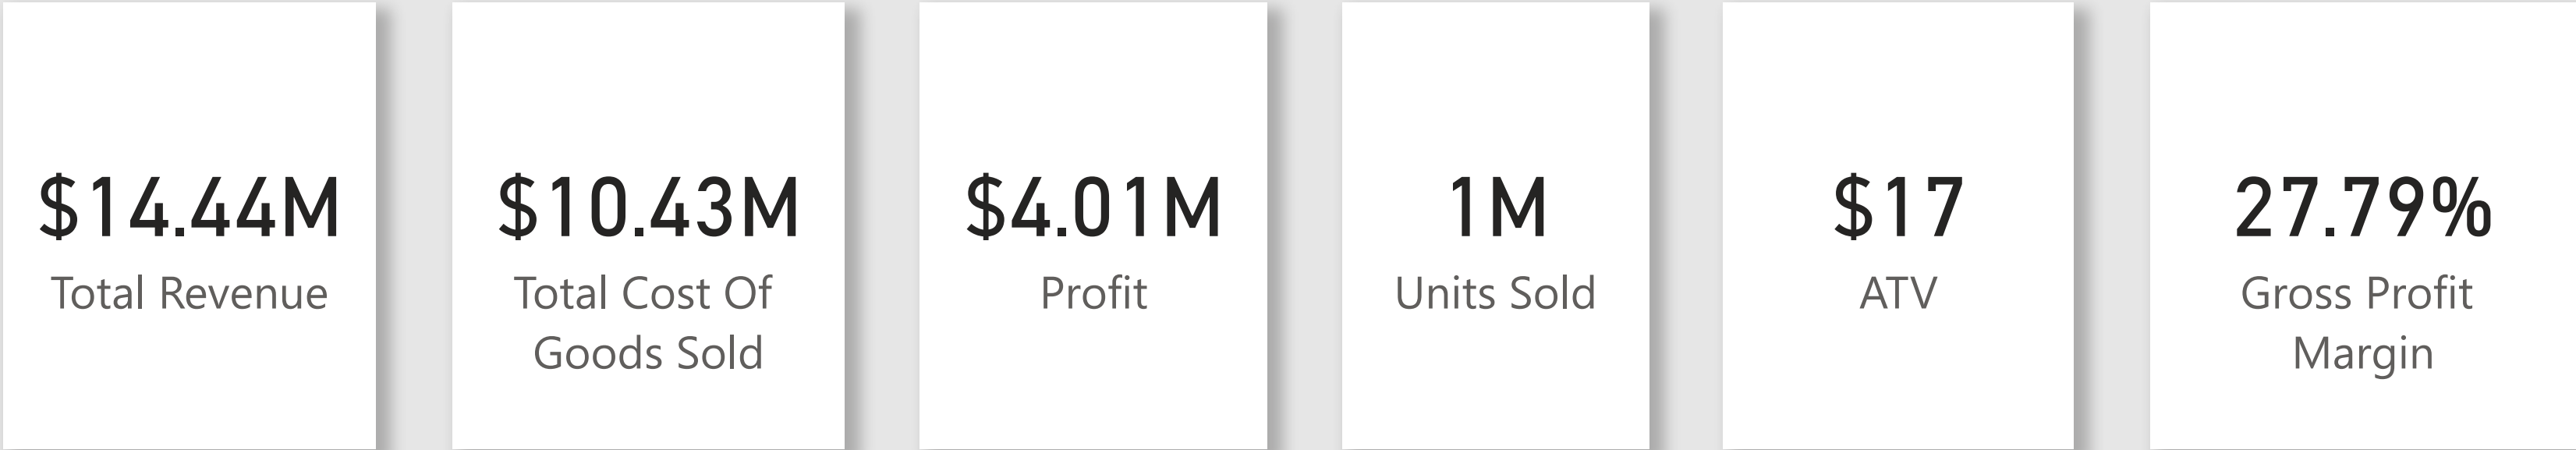 $14.44M
Total Revenue
$10.43M
Total Cost Of
Goods Sold
$4.01M
Profit
1M
Units Sold
$17
ATV
27.79%
Gross Profit
Margin